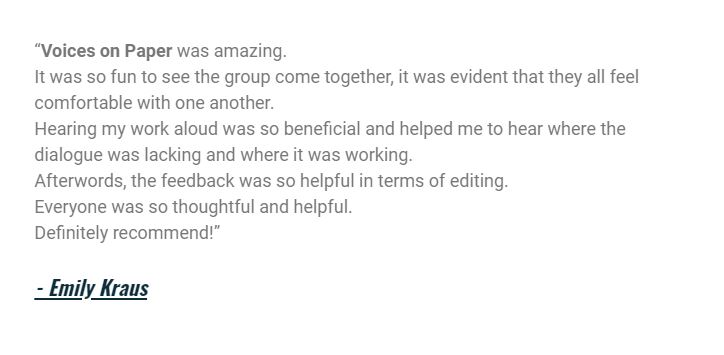 “Voices on Paper was amazing.
It was so fun to see the group come together, it was evident that they all feel
comfortable with one another.
Hearing my work aloud was so beneficial and helped me to hear where the
dialogue was lacking and where it was working.
Afterwords, the feedback was so helpful in terms of editing.
Everyone was so thoughtful and helpful.
Definitely recommend!”
- Emily Kraus